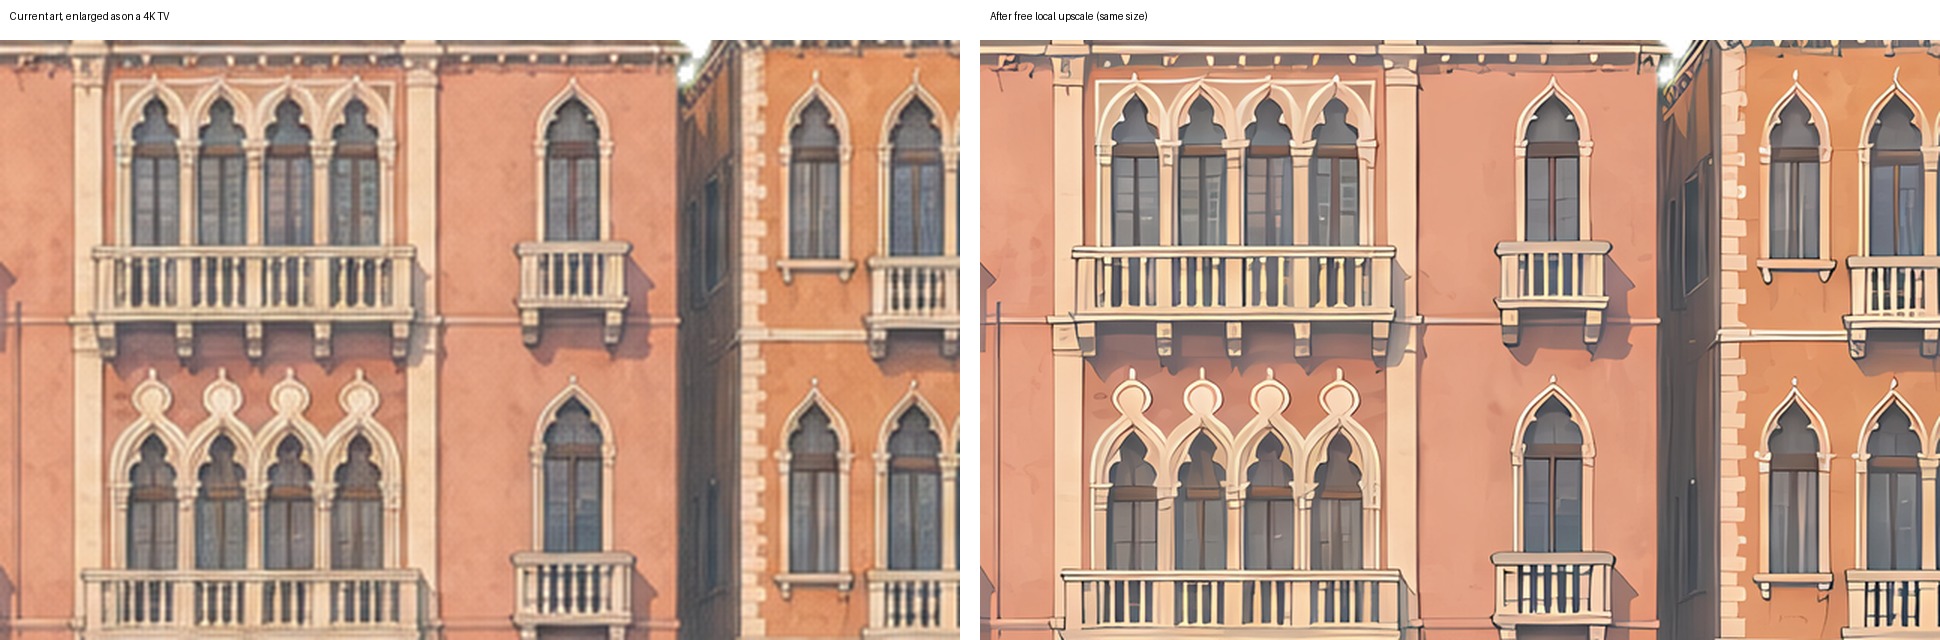 Current art, enlarged as on a 4K TV
After free local upscale (same size)